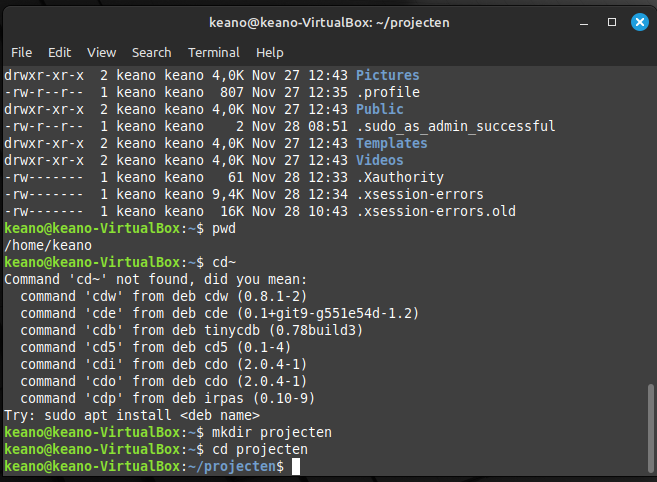 keano@keano-VirtualBox: ~/projecten
File Edit View Search Terminal Help
drwxr-xr-x  2 keano keano 4,0K Nov 27 12:43 Pictures
-rw-r--r--  1 keano keano  807 Nov 27 12:35 .profile
drwxr-xr-x  2 keano keano 4,0K Nov 27 12:43 Public
-rw-r--r--  1 keano keano    2 Nov 28 08:51 .sudo_as_admin_successful
drwxr-xr-x  2 keano keano 4,0K Nov 27 12:43 Templates
drwxr-xr-x  2 keano keano 4,0K Nov 27 12:43 Videos
-rw-------  1 keano keano   61 Nov 28 12:33 .Xauthority
-rw-------  1 keano keano 9,4K Nov 28 12:34 .xsession-errors
-rw-------  1 keano keano  16K Nov 28 10:43 .xsession-errors.old
keano@keano-VirtualBox:~$ pwd
/home/keano
keano@keano-VirtualBox:~$ cd~
Command 'cd~' not found, did you mean:
  command 'cdw' from deb cdw (0.8.1-2)
  command 'cde' from deb cde (0.1+git9-g551e54d-1.2)
  command 'cdb' from deb tinycdb (0.78build3)
  command 'cd5' from deb cd5 (0.1-4)
  command 'cdi' from deb cdo (2.0.4-1)
  command 'cdo' from deb cdo (2.0.4-1)
  command 'cdp' from deb irpas (0.10-9)
Try: sudo apt install <deb name>
keano@keano-VirtualBox:~$ mkdir projecten
keano@keano-VirtualBox:~$ cd projecten
keano@keano-VirtualBox:~/projecten$